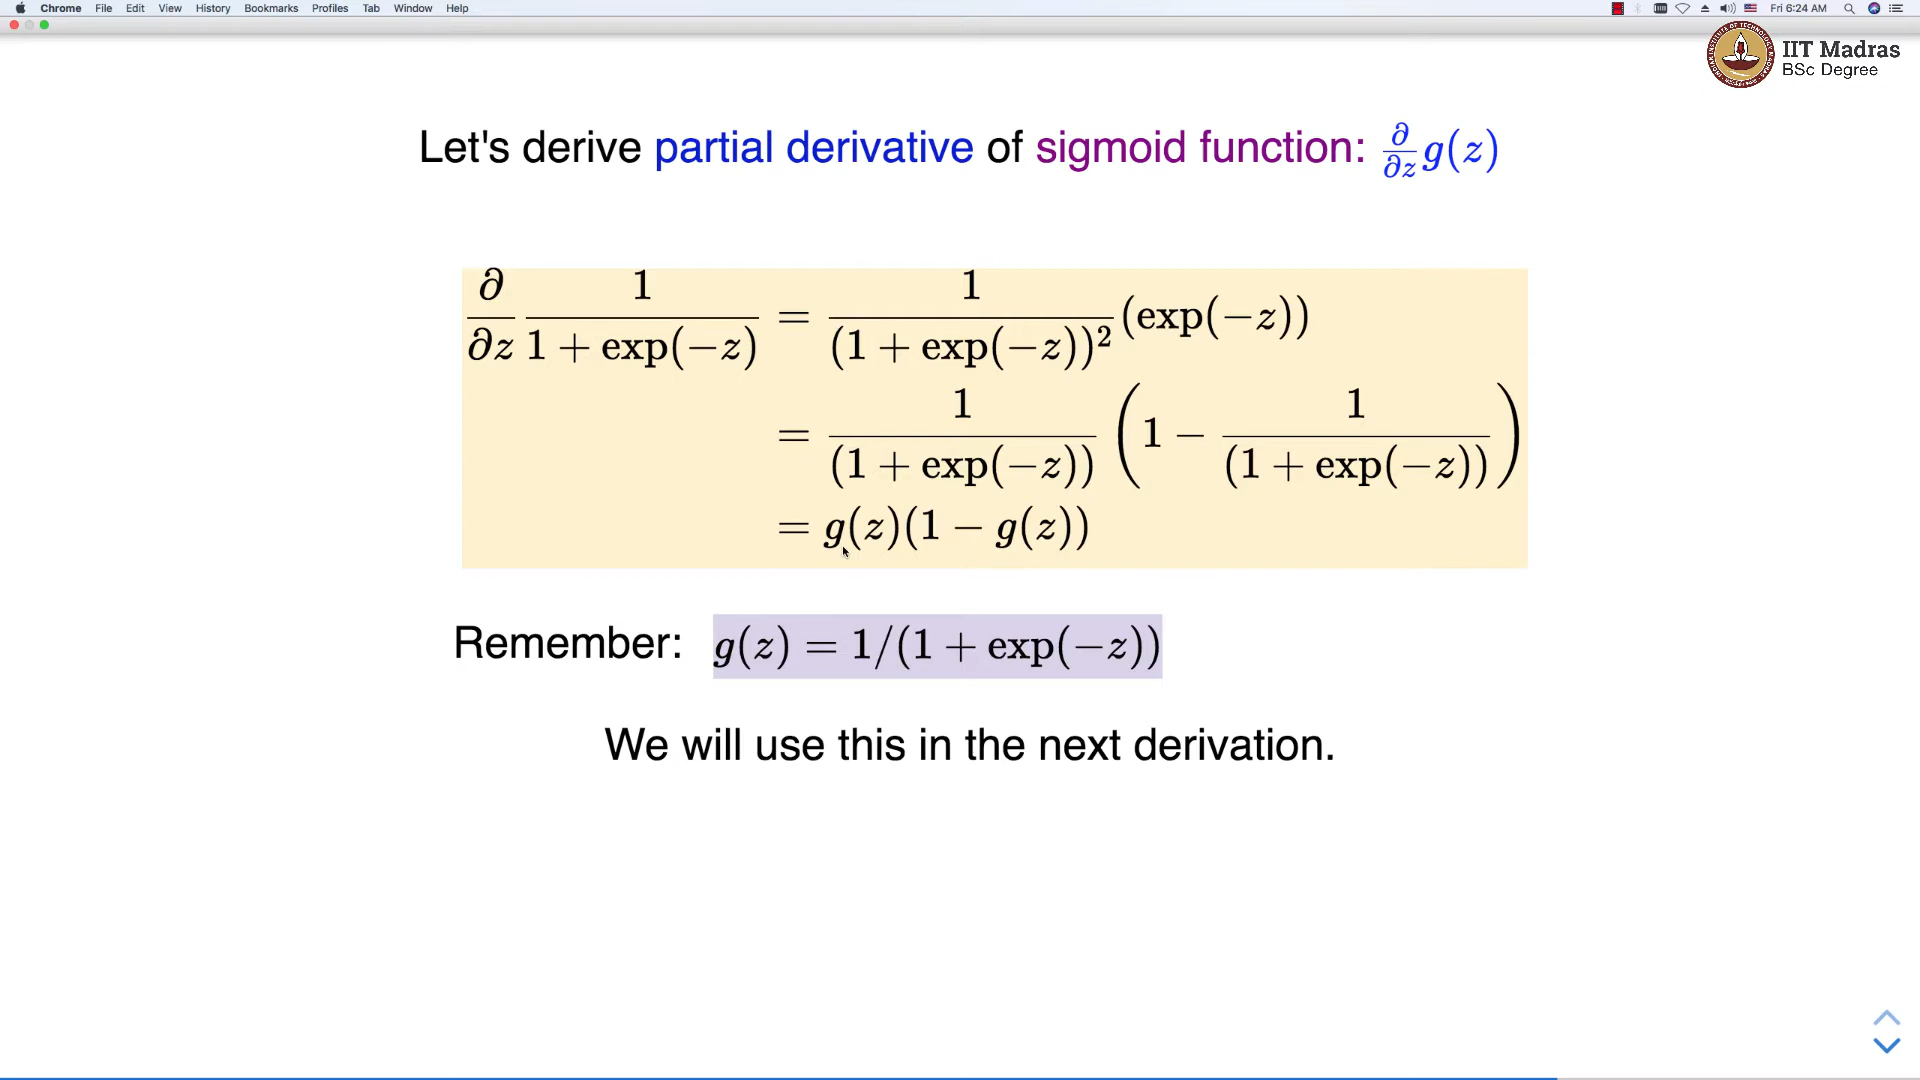 Chrome File Edit View History Bookmarks Profiles Tab Window Help Fri 6:24 AM
IIT Madras
BSc Degree
Let's derive partial derivative of sigmoid function: ∂/∂z g(z)
∂/∂z 1/(1 + exp(−z)) = 1/(1 + exp(−z))² (exp(−z))
= 1/(1 + exp(−z)) (1 − 1/(1 + exp(−z)))
= g(z)(1 − g(z))
Remember: g(z) = 1/(1 + exp(−z))
We will use this in the next derivation.